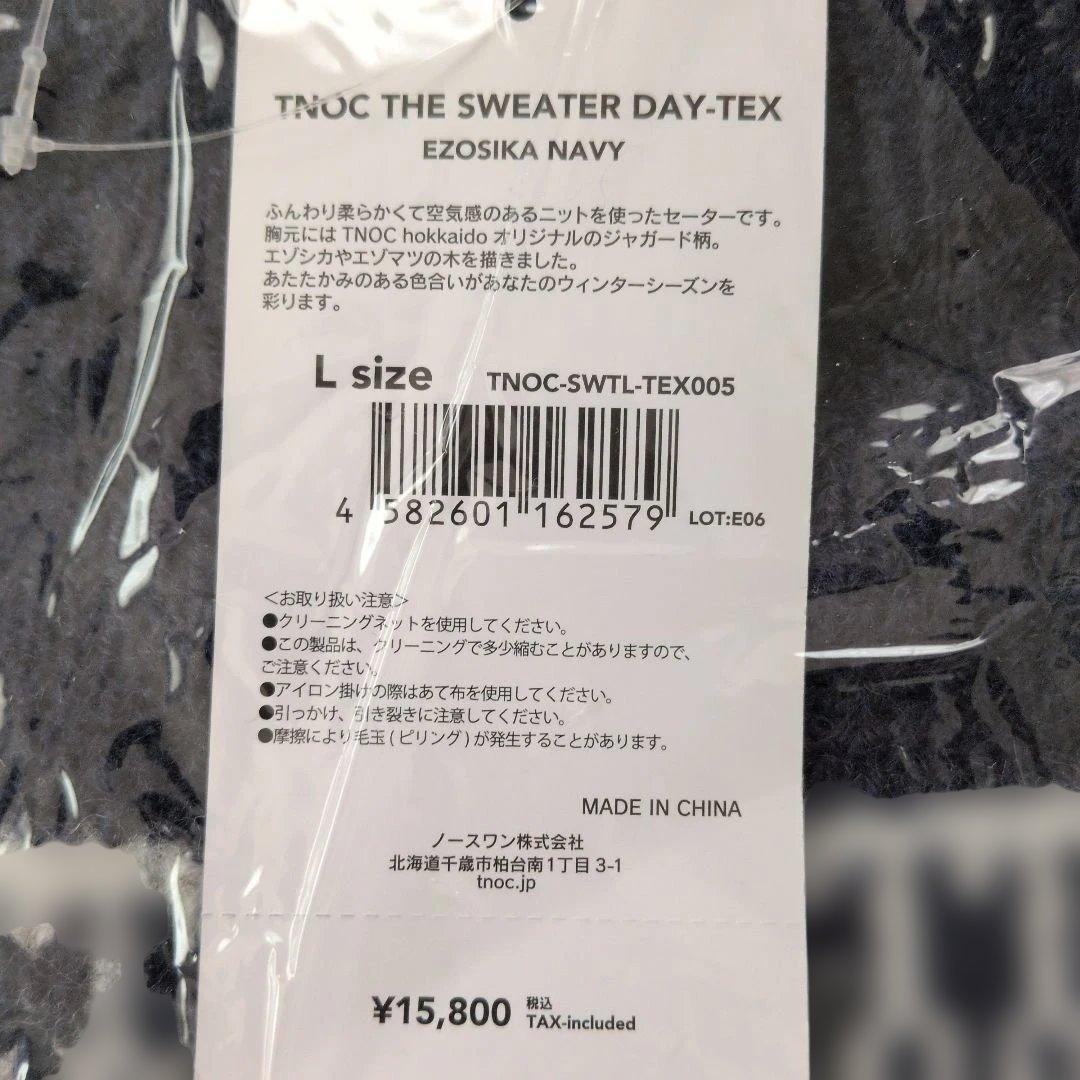 TNOC THE SWEATER DAY-TEX
EZOSIKA NAVY
ふんわり柔らかくて空気感のあるニットを使ったセーターです。
胸元には TNOC hokkaido オリジナルのジャガード柄。
エゾシカやエゾマツの木を描きました。
あたたかみのある色合いがあなたのウィンターシーズンを
彩ります。
L size TNOC-SWTL-TEX005
4 582601 162579 LOT:E06
＜お取り扱い注意＞
●クリーニングネットを使用してください。
●この製品は、クリーニングで多少縮むことがありますので、
ご注意ください。
●アイロン掛けの際はあて布を使用してください。
●引っかけ、引き裂きに注意してください。
●摩擦により毛玉 ( ピリング ) が発生することがあります。
MADE IN CHINA
ノースワン株式会社
北海道千歳市柏台南1丁目 3-1
tnoc.jp
¥15,800 税込
TAX-included